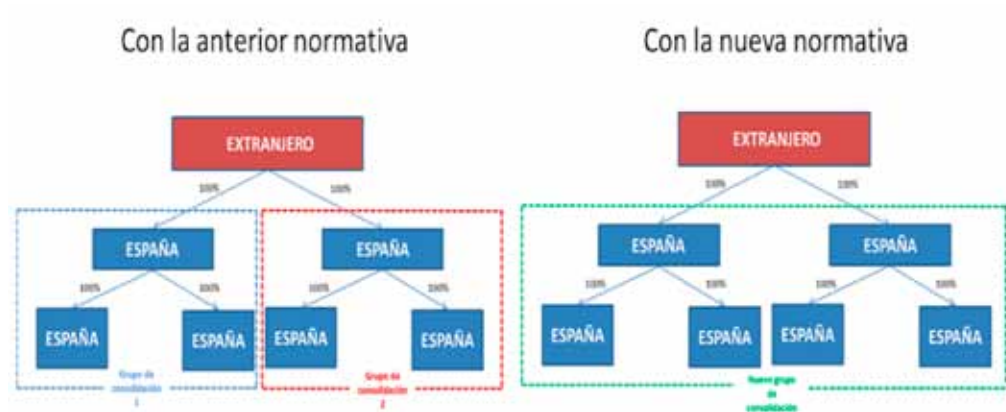 Con la anterior normativa
EXTRANJERO
100% 100%
ESPAÑA ESPAÑA
100% 100% 100% 100%
ESPAÑA ESPAÑA ESPAÑA ESPAÑA
Grupo de
consolidación
1
Grupo de
consolidación
2
Con la nueva normativa
EXTRANJERO
100% 100%
ESPAÑA ESPAÑA
100% 100% 100% 100%
ESPAÑA ESPAÑA ESPAÑA ESPAÑA
Nuevo grupo
de
consolidación